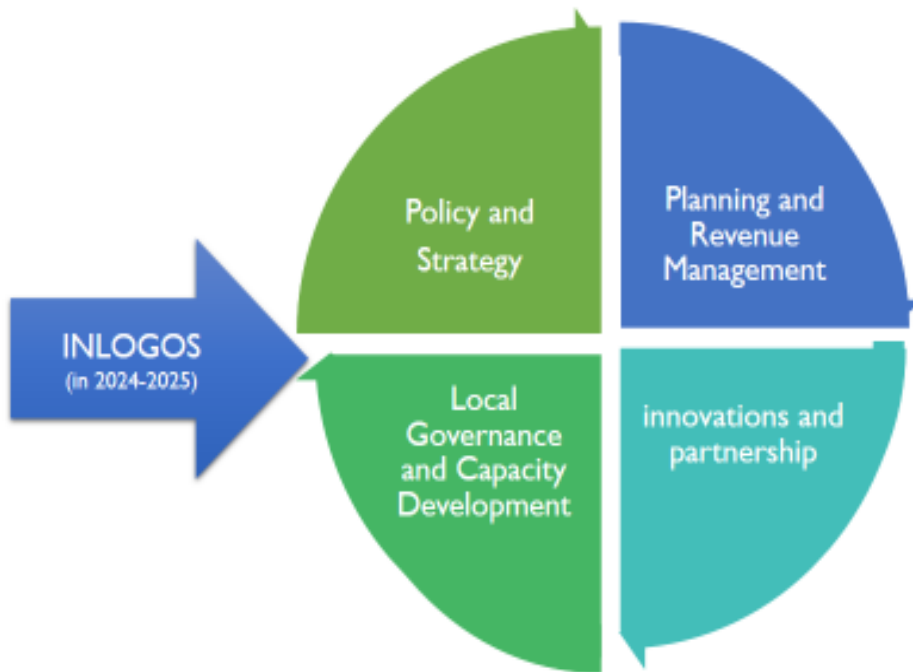 Policy and
Strategy
Planning and
Revenue
Management
INLOGOS
(in 2024-2025)
Local
Governance
and Capacity
Development
innovations and
partnership